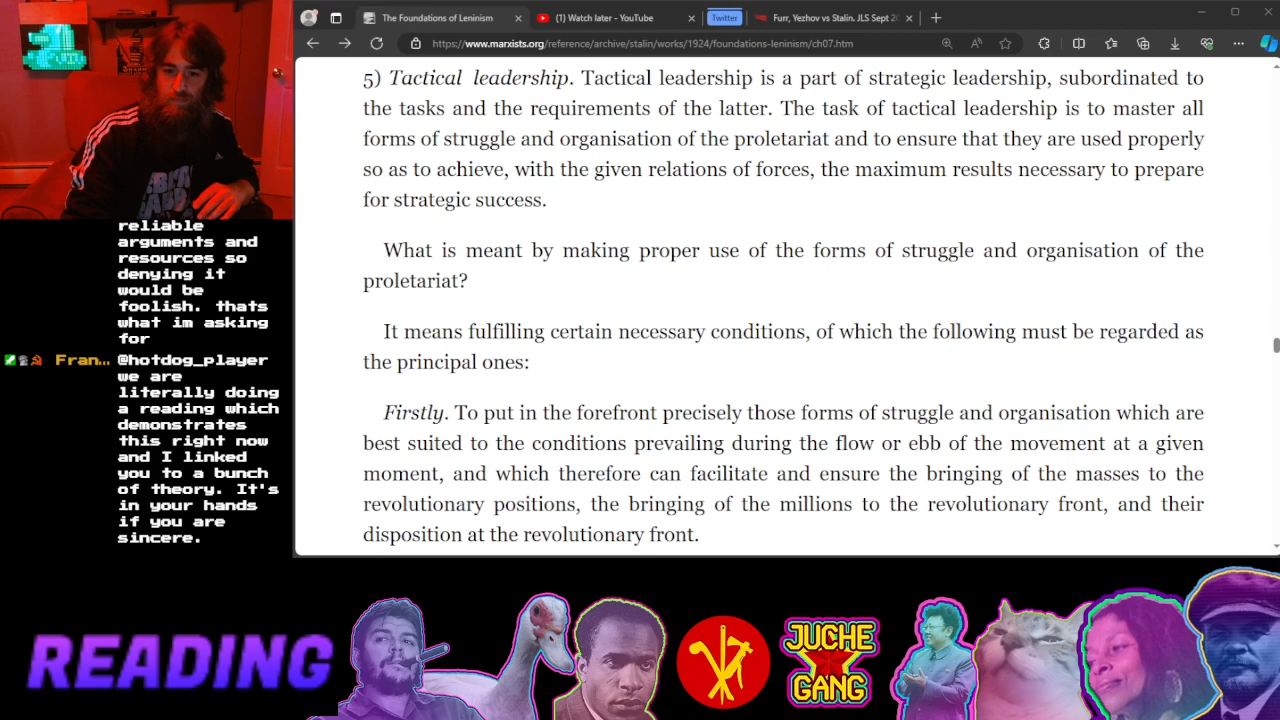 The Foundations of Leninism
(1) Watch later - YouTube
Twitter
Furr, Yezhov vs Stalin. JLS Sept 20
https://www.marxists.org/reference/archive/stalin/works/1924/foundations-leninism/ch07.htm
5) Tactical leadership. Tactical leadership is a part of strategic leadership, subordinated to
the tasks and the requirements of the latter. The task of tactical leadership is to master all
forms of struggle and organisation of the proletariat and to ensure that they are used properly
so as to achieve, with the given relations of forces, the maximum results necessary to prepare
for strategic success.
What is meant by making proper use of the forms of struggle and organisation of the
proletariat?
It means fulfilling certain necessary conditions, of which the following must be regarded as
the principal ones:
Firstly. To put in the forefront precisely those forms of struggle and organisation which are
best suited to the conditions prevailing during the flow or ebb of the movement at a given
moment, and which therefore can facilitate and ensure the bringing of the masses to the
revolutionary positions, the bringing of the millions to the revolutionary front, and their
disposition at the revolutionary front.
reliable
arguments and
resources so
denying it
would be
foolish. thats
what im asking
for
Fran... @hotdog_player
we are
literally doing
a reading which
demonstrates
this right now
and I linked
you to a bunch
of theory. It's
in your hands
if you are
sincere.
READING
JUCHE
GANG